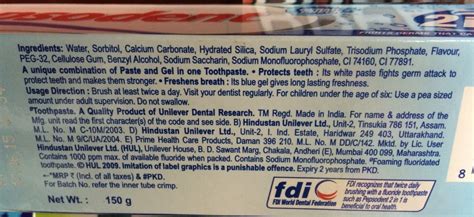 Ingredients: Water, Sorbitol, Calcium Carbonate, Hydrated Silica, Sodium Lauryl Sulfate, Trisodium Phosphate, Flavour,
PEG-32, Cellulose Gum, Benzyl Alcohol, Sodium Saccharin, Sodium Monofluorophosphate, CI 74160, CI 77891.
A unique combination of Paste and Gel in one Toothpaste. • Protects teeth : Its white paste fights germ attack to
protect teeth and makes them stronger. • Freshens breath : Its blue gel gives long lasting freshness.
Usage Direction : Brush at least twice a day. Visit your dentist regularly. For children under the age of six: Use a pea sized
amount under adult supervision. Do not swallow.
#Toothpaste. A Quality Product of Unilever Dental Research. TM Regd. Made in India. For name & address of the
Mfg. unit read the first character(s) of the code and see side. B) Hindustan Unilever Ltd., Unit-2, Tinsukia 786 151, Assam.
M.L. No. M C-10M/2003. D) Hindustan Unilever Ltd., Unit-2, I. Ind. Estate, Haridwar 249 403, Uttarakhand.
M.L. No. M C/UA/2004. E) Prime Health Care Products, Daman 396 210. M.L. No. M DD/C/142. Mktd. by Lic. User
Hindustan Unilever Ltd. (HUL), Unilever House, B. D. Sawant Marg, Chakala, Andheri (E), Mumbai 400 099, Maharashtra.
Contains 1000 ppm max. of available fluoride when packed. Contains Sodium Monofluorophosphate. Foaming fluoridated
toothpaste. © HUL 2009. Imitation of label graphics is a punishable offence. Expiry 2 years from PKD.
~*MRP ₹ (Incl. of all taxes) & #PKD.
For Batch No. refer the inner tube crimp.
Net Wt. : 150 g
fdi
FDI World Dental Federation
FDI recognizes that twice daily
brushing with a fluoride toothpaste
such as Pepsodent 2 in 1 is
beneficial to oral health
8